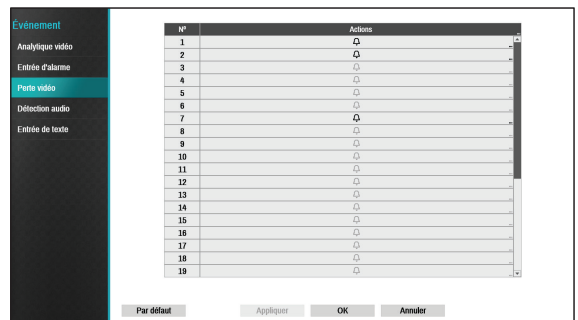 Événement
Analytique vidéo
Entrée d'alarme
Perte vidéo
Détection audio
Entrée de texte
Nº Actions
1
2
3
4
5
6
7
8
9
10
11
12
13
14
15
16
17
18
19
Par défaut Appliquer OK Annuler